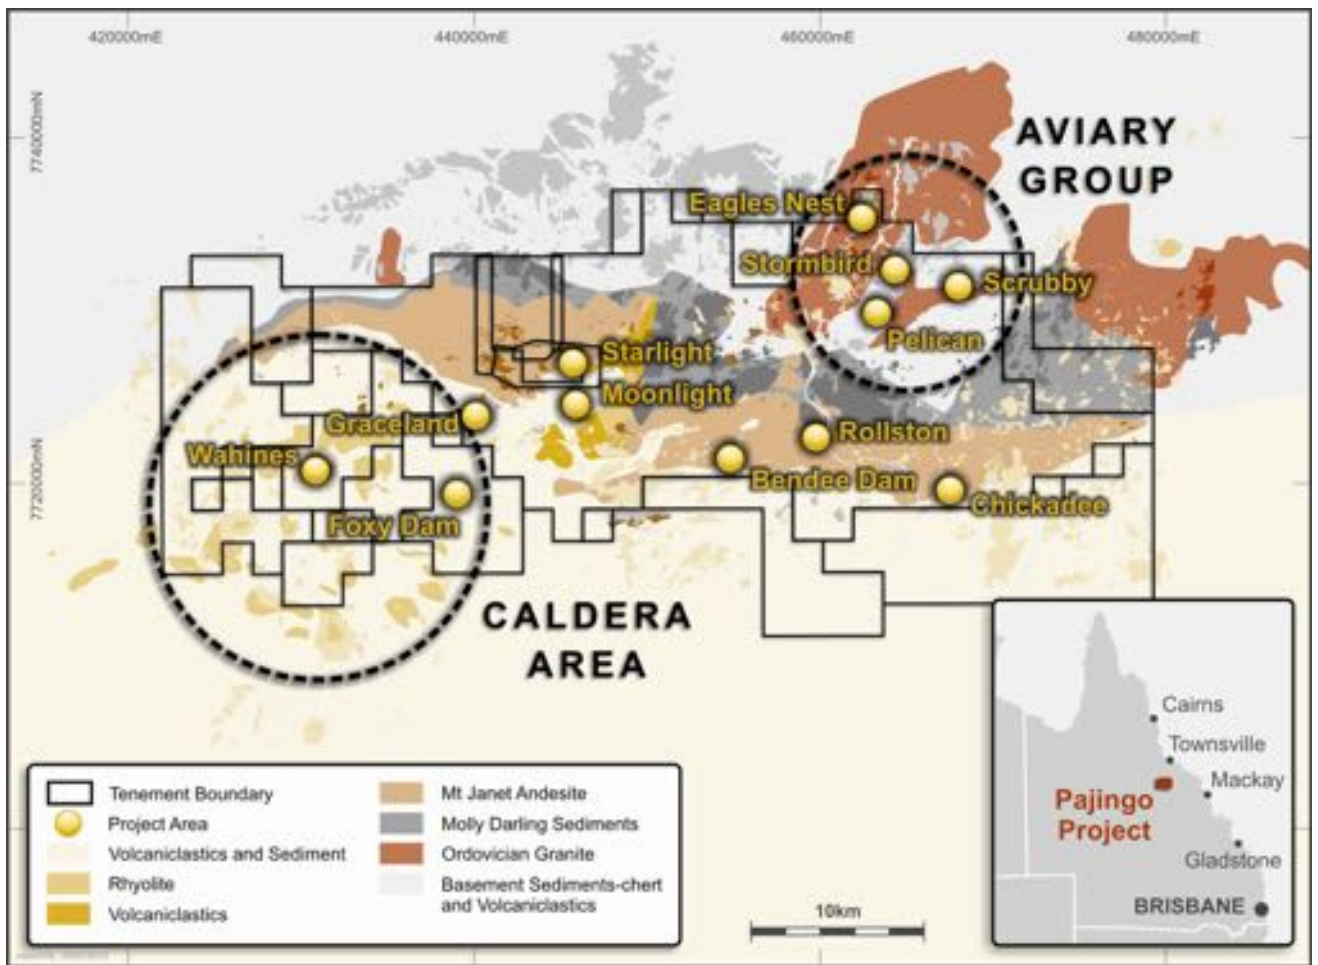 420000mE
440000mE
460000mE
480000mE
7740000mN
AVIARY
GROUP
Eagles Nest
Stormbird
Scrubby
Pelican
Starlight
Moonlight
Graceland
Rollston
Wahines
Bendee Dam
7720000mN
Chickadee
Foxy Dam
CALDERA
AREA
Tenement Boundary
Project Area
Volcaniclastics and Sediment
Rhyolite
Volcaniclastics
Mt Janet Andesite
Molly Darling Sediments
Ordovician Granite
Basement Sediments-chert
and Volcaniclastics
10km
Cairns
Townsville
Mackay
Pajingo
Project
Gladstone
BRISBANE